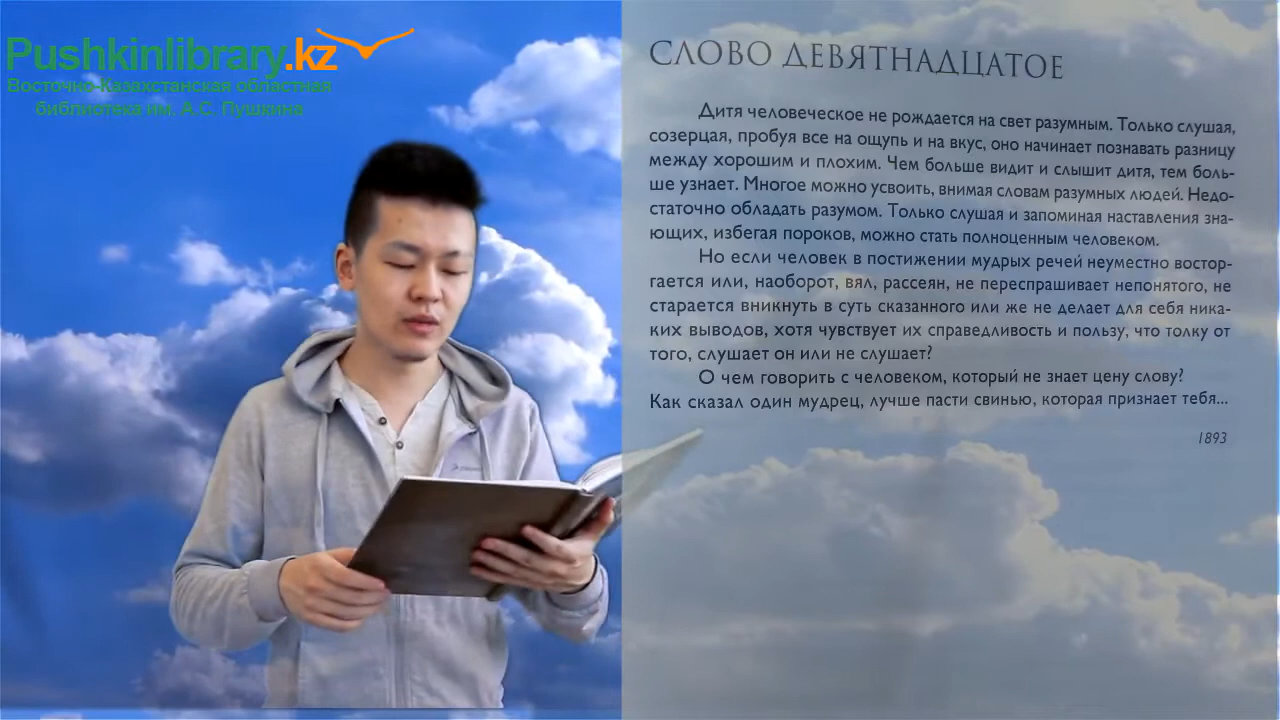 Pushkinlibrary.kz
Восточно-Казахстанская областная
библиотека им. А.С. Пушкина
СЛОВО ДЕВЯТНАДЦАТОЕ
Дитя человеческое не рождается на свет разумным. Только слушая,
созерцая, пробуя все на ощупь и на вкус, оно начинает познавать разницу
между хорошим и плохим. Чем больше видит и слышит дитя, тем боль-
ше узнает. Многое можно усвоить, внимая словам разумных людей. Недо-
статочно обладать разумом. Только слушая и запоминая наставления зна-
ющих, избегая пороков, можно стать полноценным человеком.
Но если человек в постижении мудрых речей неуместно востор-
гается или, наоборот, вял, рассеян, не переспрашивает непонятого, не
старается вникнуть в суть сказанного или же не делает для себя ника-
ких выводов, хотя чувствует их справедливость и пользу, что толку от
того, слушает он или не слушает?
О чем говорить с человеком, который не знает цену слову?
Как сказал один мудрец, лучше пасти свинью, которая признает тебя...
1893